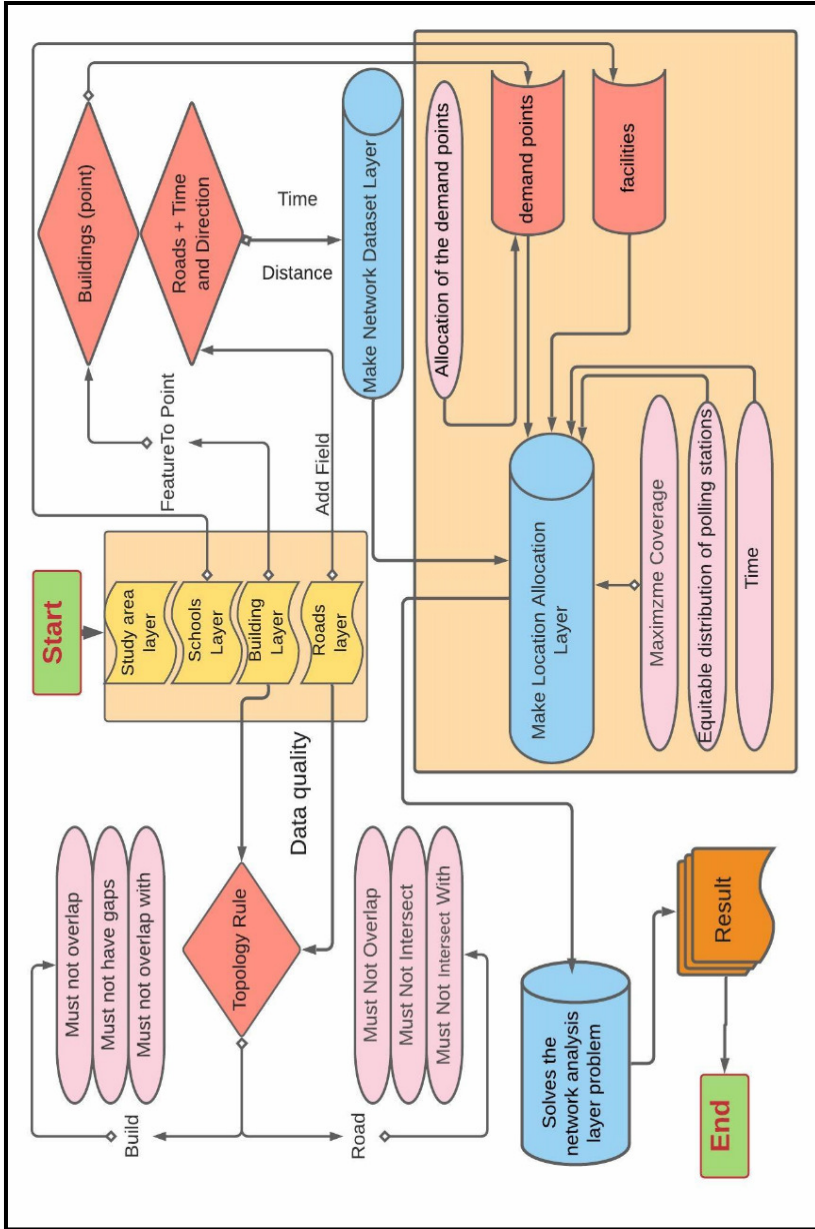 Start
Study area
layer
Schools
Layer
Building
Layer
Roads
layer
FeatureTo Point
Add Field
Buildings (point)
Roads + Time
and Direction
Time
Distance
Make Network Dataset Layer
Data quality
Topology Rule
Build
Must not overlap
Must not have gaps
Must not overlap with
Road
Must Not Overlap
Must Not Intersect
Must Not Intersect With
Allocation of the demand points
demand points
facilities
Make Location Allocation
Layer
Maximzme Coverage
Equitable distribution of polling stations
Time
Solves the
network analysis
layer problem
Result
End